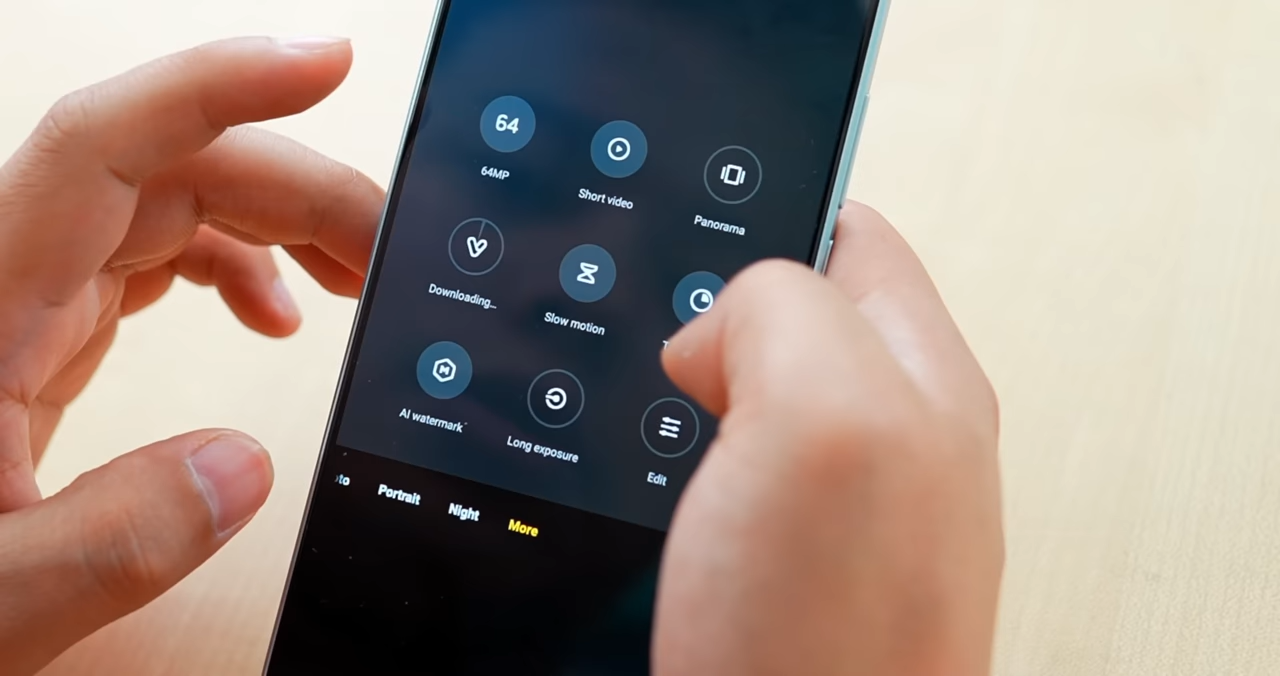 64
64MP
Short video
Panorama
Downloading...
Slow motion
AI watermark
Long exposure
Edit
Portrait
Night
More